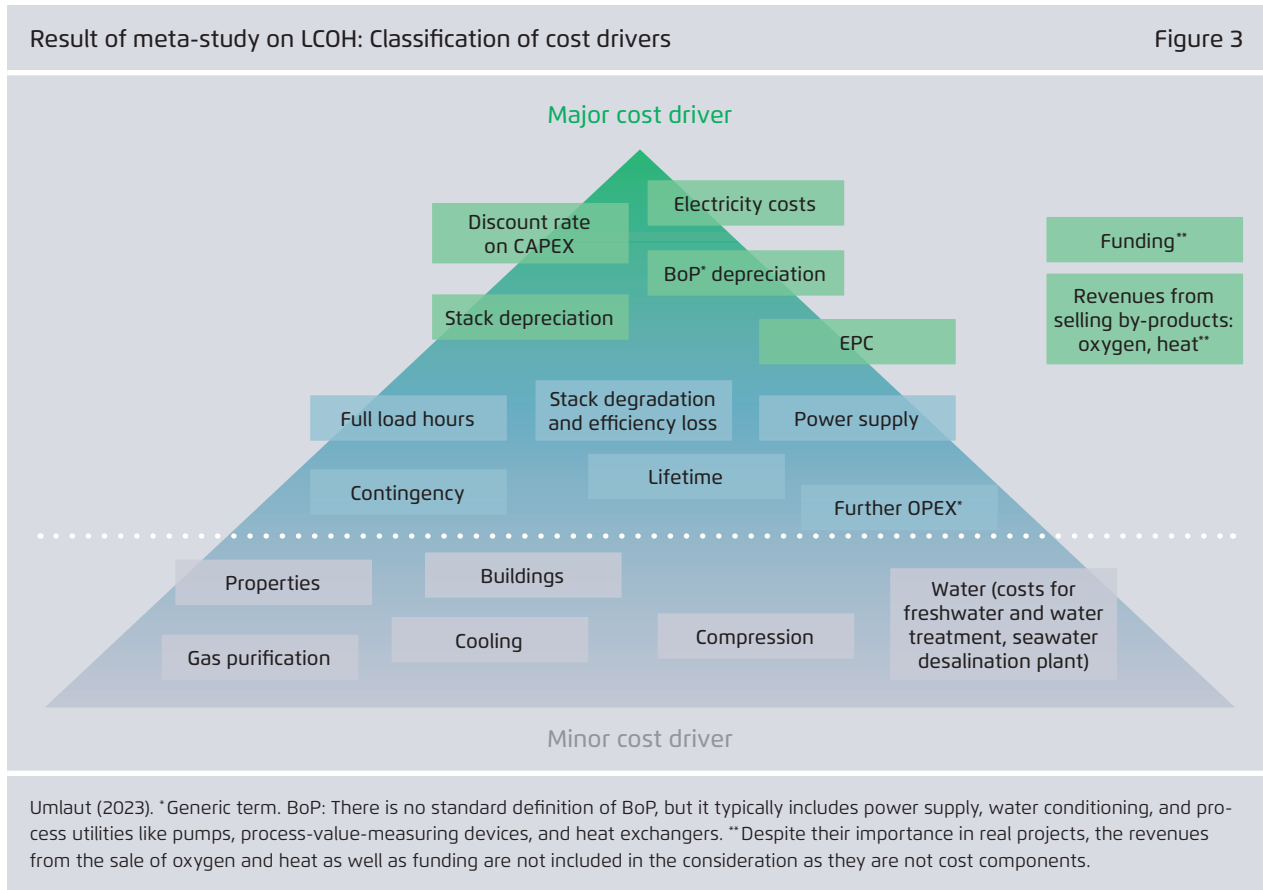 Result of meta-study on LCOH: Classification of cost drivers
Figure 3
Major cost driver
Electricity costs
Discount rate
on CAPEX
Funding**
BoP* depreciation
Revenues from
selling by-products:
oxygen, heat**
Stack depreciation
EPC
Full load hours
Stack degradation
and efficiency loss
Power supply
Contingency
Lifetime
Further OPEX*
Properties
Buildings
Water (costs for
freshwater and water
treatment, seawater
desalination plant)
Gas purification
Cooling
Compression
Minor cost driver
Umlaut (2023). *Generic term. BoP: There is no standard definition of BoP, but it typically includes power supply, water conditioning, and pro-
cess utilities like pumps, process-value-measuring devices, and heat exchangers. **Despite their importance in real projects, the revenues
from the sale of oxygen and heat as well as funding are not included in the consideration as they are not cost components.